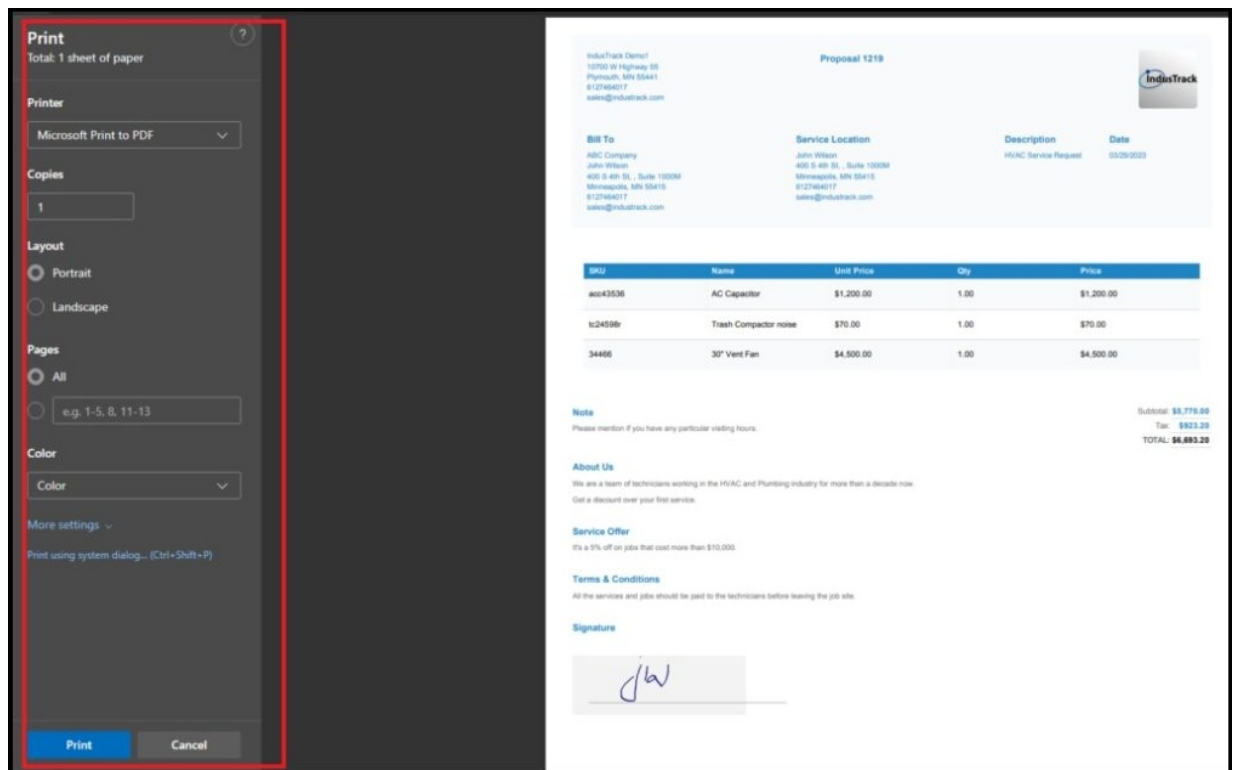 Print
?
Total: 1 sheet of paper
Printer
Microsoft Print to PDF
Copies
1
Layout
Portrait
Landscape
Pages
All
e.g. 1-5, 8, 11-13
Color
Color
More settings
Print using system dialog... (Ctrl+Shift+P)
Print Cancel
IndusTrack Demo1
10700 W Highway 55
Plymouth, MN 55441
6127464017
sales@industrack.com
Proposal 1219
IndusTrack
Bill To
ABC Company
John Wilson
400 S 4th St, , Suite 1000M
Minneapolis, MN 55415
6127464017
sales@industrack.com
Service Location
John Wilson
400 S 4th St, , Suite 1000M
Minneapolis, MN 55415
6127464017
sales@industrack.com
Description
HVAC Service Request
Date
03/29/2023
SKU Name Unit Price Qty Price
acc43536 AC Capacitor $1,200.00 1.00 $1,200.00
tc24598r Trash Compactor noise $70.00 1.00 $70.00
34466 30" Vent Fan $4,500.00 1.00 $4,500.00
Note
Please mention if you have any particular visiting hours.
Subtotal: $5,770.00
Tax: $923.20
TOTAL: $6,693.20
About Us
We are a team of technicians working in the HVAC and Plumbing industry for more than a decade now.
Get a discount over your first service.
Service Offer
It's a 5% off on jobs that cost more than $10,000.
Terms & Conditions
All the services and jobs should be paid to the technicians before leaving the job site.
Signature
JW